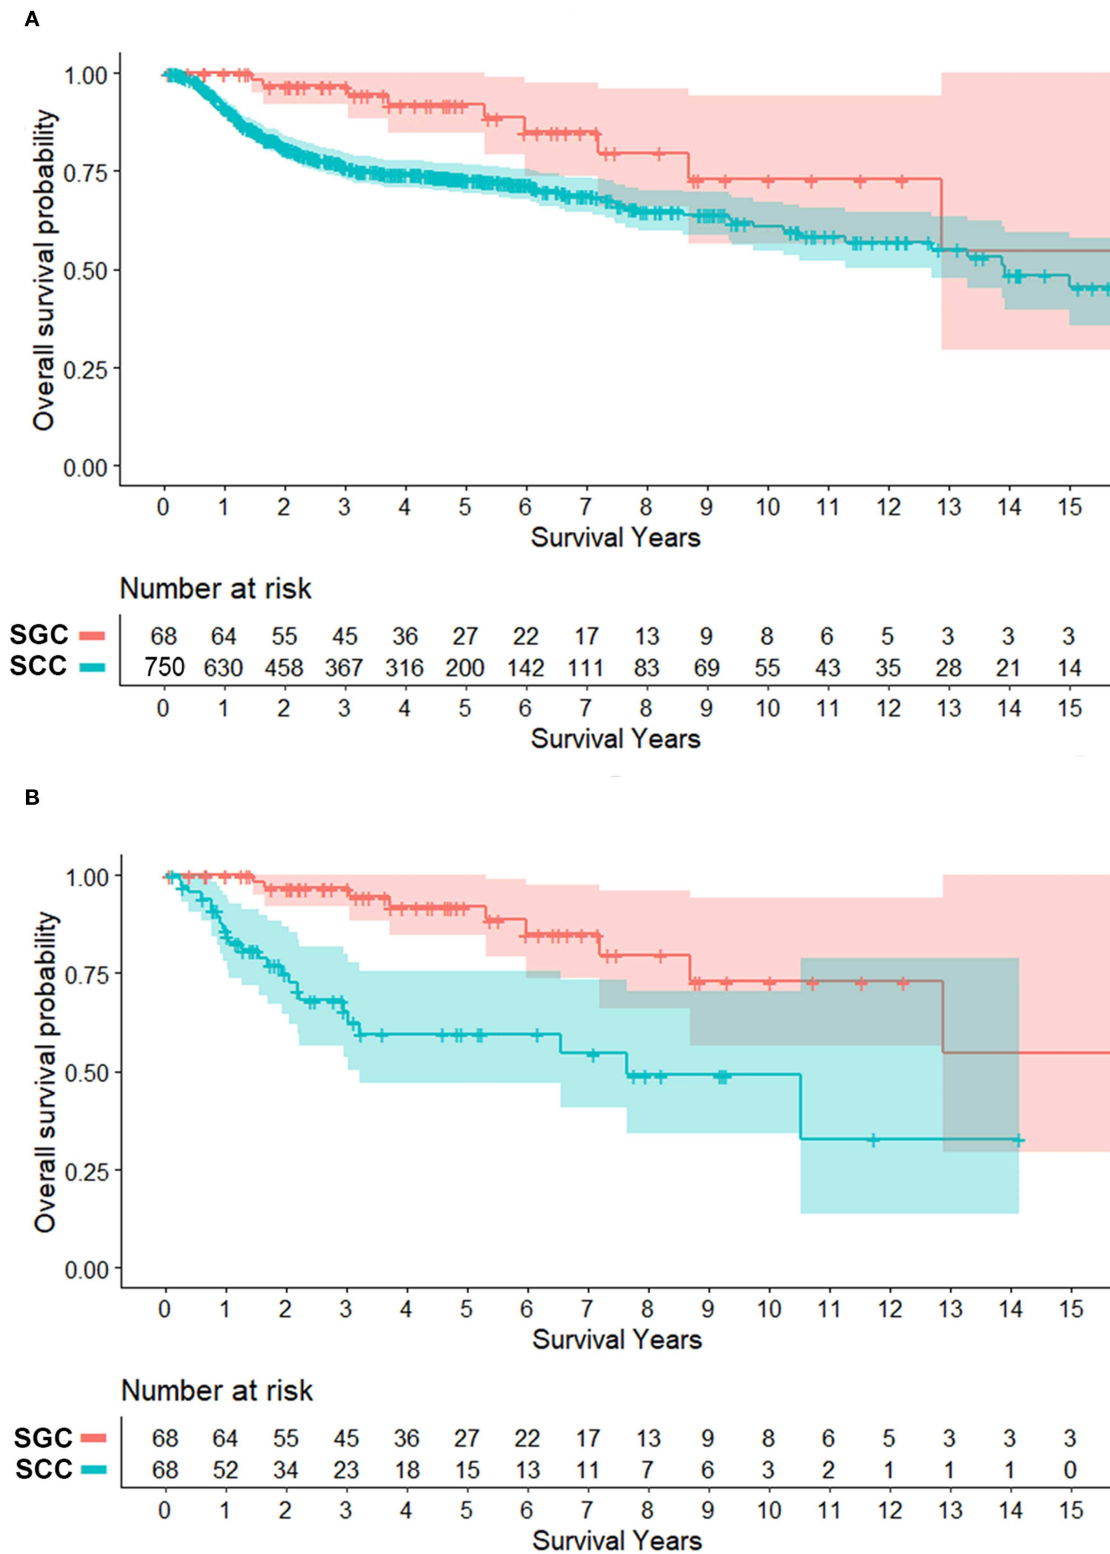 A
Overall survival probability
1.00
0.75
0.50
0.25
0.00
0 1 2 3 4 5 6 7 8 9 10 11 12 13 14 15
Survival Years
Number at risk
SGC 68 64 55 45 36 27 22 17 13 9 8 6 5 3 3 3
SCC 750 630 458 367 316 200 142 111 83 69 55 43 35 28 21 14
0 1 2 3 4 5 6 7 8 9 10 11 12 13 14 15
Survival Years
B
Overall survival probability
1.00
0.75
0.50
0.25
0.00
0 1 2 3 4 5 6 7 8 9 10 11 12 13 14 15
Survival Years
Number at risk
SGC 68 64 55 45 36 27 22 17 13 9 8 6 5 3 3 3
SCC 68 52 34 23 18 15 13 11 7 6 3 2 1 1 1 0
0 1 2 3 4 5 6 7 8 9 10 11 12 13 14 15
Survival Years